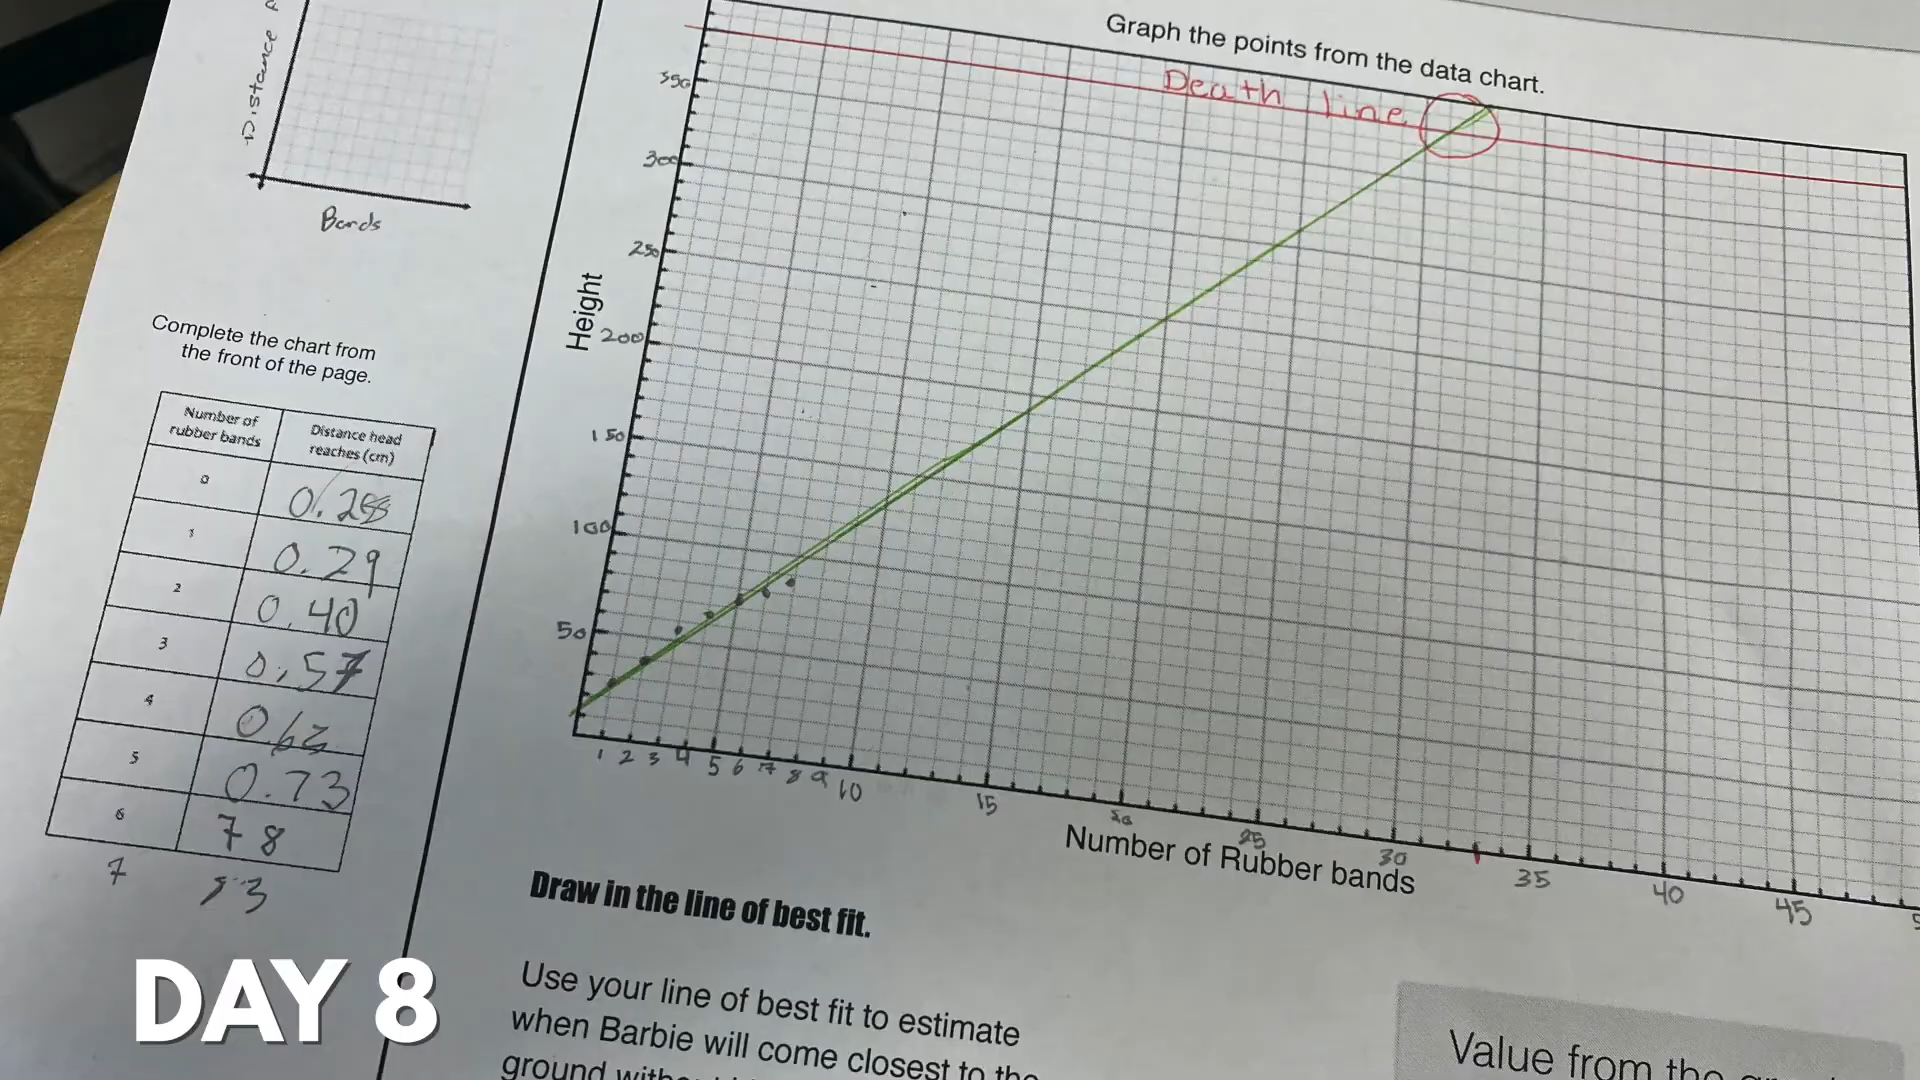 Distance
Bands
Complete the chart from
the front of the page.
Number of
rubber bands
Distance head
reaches (cm)
0
1
0.29
2
0.40
3
0.57
4
5
0.73
6
78
7
Graph the points from the data chart.
Death line
350
300
250
200
150
100
50
Height
1 2 3 4 5 6 7 8 9 10 15 20 25 30 35 40 45
Number of Rubber bands
Draw in the line of best fit.
Use your line of best fit to estimate
when Barbie will come closest to the
ground
Value from the
DAY 8